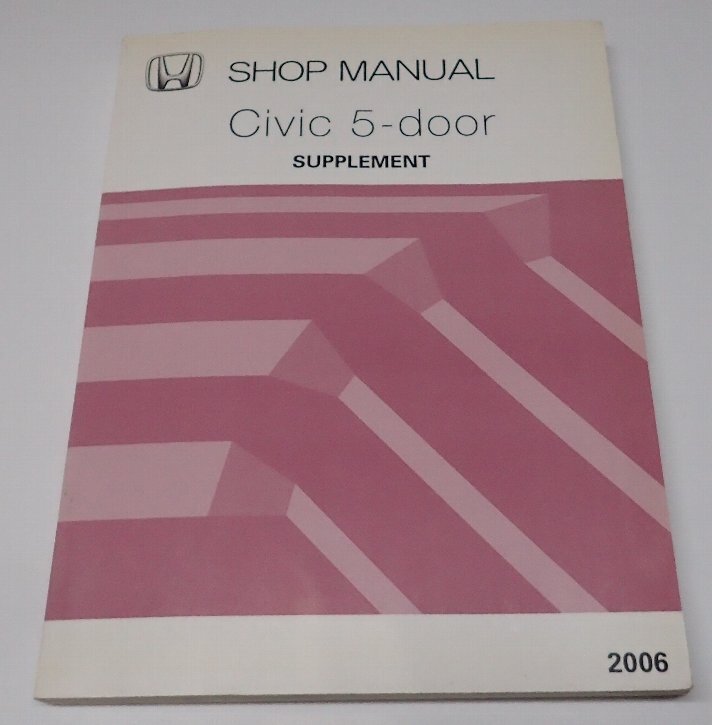 SHOP MANUAL
Civic 5-door
SUPPLEMENT
2006